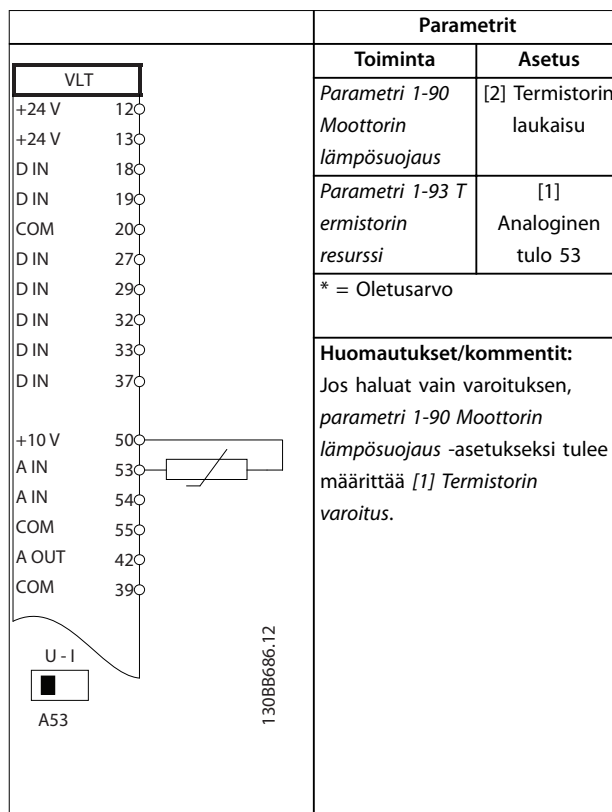 VLT
+24 V 12
+24 V 13
D IN 18
D IN 19
COM 20
D IN 27
D IN 29
D IN 32
D IN 33
D IN 37
+10 V 50
A IN 53
A IN 54
COM 55
A OUT 42
COM 39
U - I
A53
130BB686.12
Parametrit
Toiminta Asetus
Parametri 1-90 [2] Termistorin
Moottorin laukaisu
lämpösuojaus
Parametri 1-93 T [1]
ermistorin Analoginen
resurssi tulo 53
* = Oletusarvo
Huomautukset/kommentit:
Jos haluat vain varoituksen,
parametri 1-90 Moottorin
lämpösuojaus -asetukseksi tulee
määrittää [1] Termistorin
varoitus.